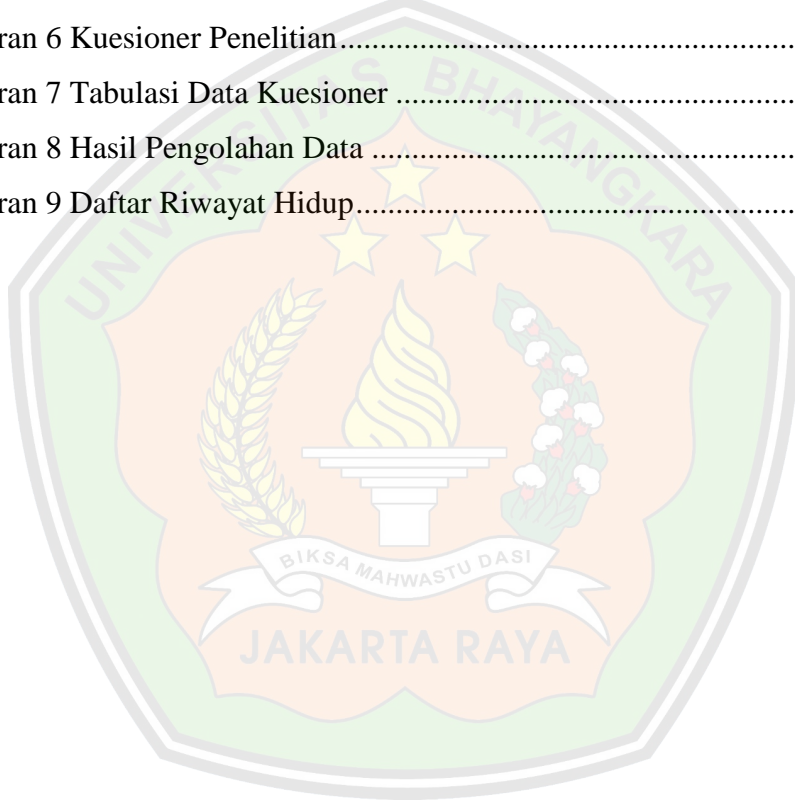 ran 6 Kuesioner Penelitian..........................................................
ran 7 Tabulasi Data Kuesioner ..................................................
ran 8 Hasil Pengolahan Data .....................................................
ran 9 Daftar Riwayat Hidup.......................................................
UNIVERSITAS BHAYANGKARA
BIKSA MAHWASTU DASI
JAKARTA RAYA